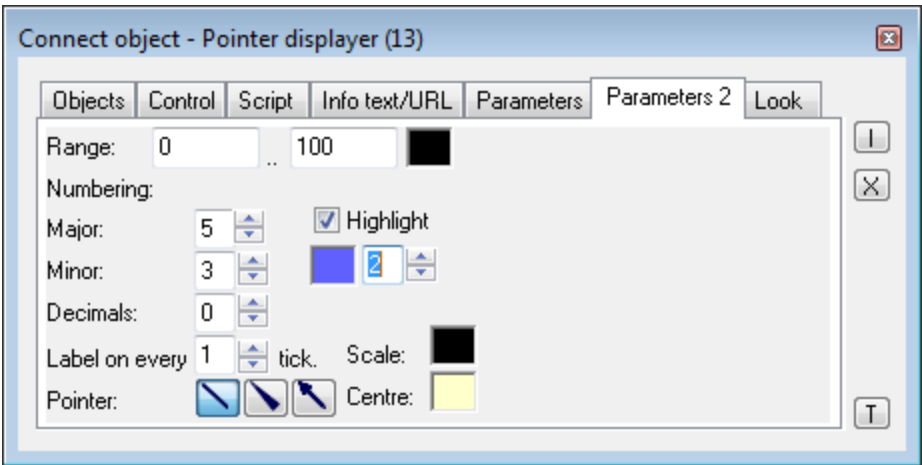 Connect object - Pointer displayer (13)
Objects Control Script Info text/URL Parameters Parameters 2 Look
Range: 0 .. 100
I
Numbering:
X
Major: 5 Highlight
Minor: 3 2
Decimals: 0
Label on every 1 tick. Scale:
Pointer: Centre:
T